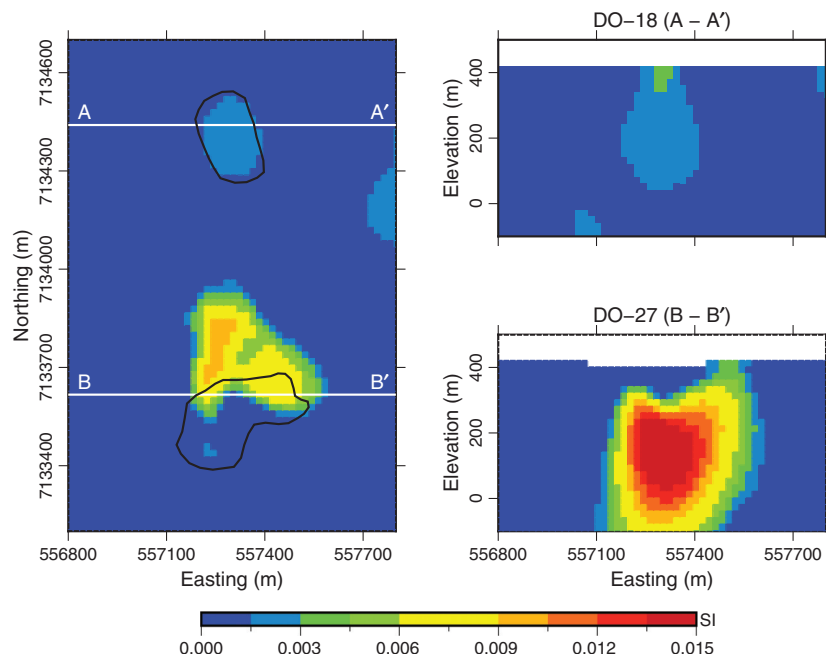 DO–18 (A – A′)
7134600
7134300
7134000
7133700
7133400
Northing (m)
A A′
B B′
556800 557100 557400 557700
Easting (m)
Elevation (m)
400
200
0
DO–27 (B – B′)
Elevation (m)
400
200
0
556800 557100 557400 557700
Easting (m)
SI
0.000 0.003 0.006 0.009 0.012 0.015